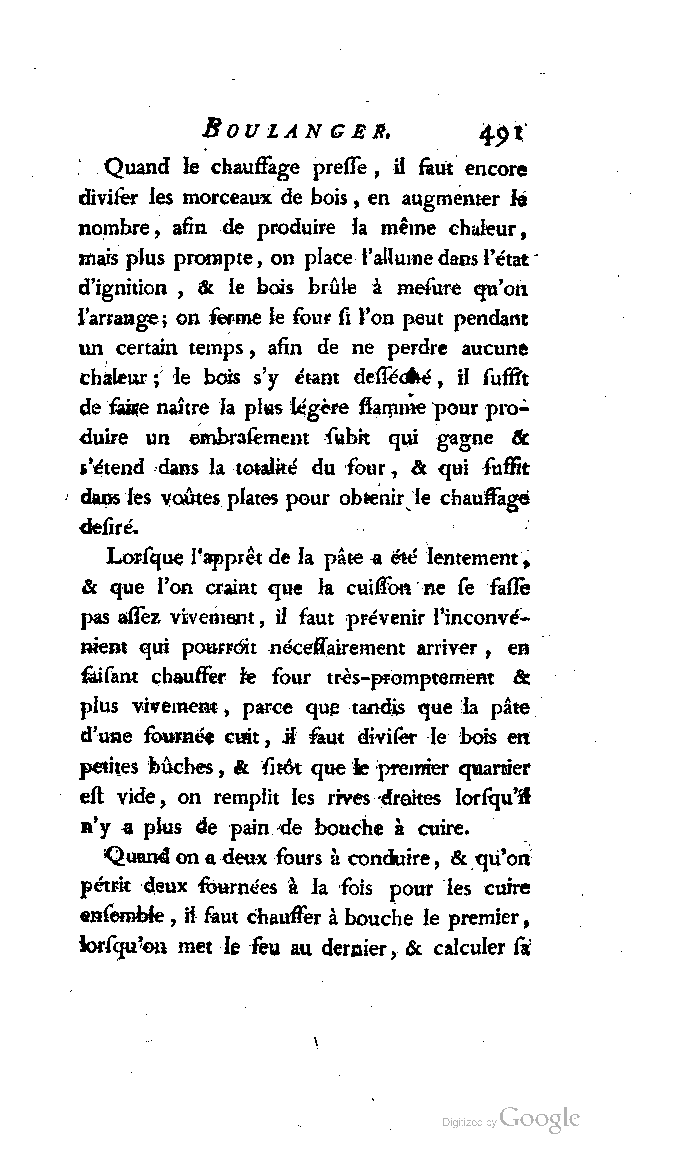 BOULANGER. 491
Quand le chauffage preſſe, il faut encore
diviſer les morceaux de bois, en augmenter le
nombre, afin de produire la même chaleur,
mais plus prompte, on place l'allume dans l'état
d'ignition, & le bois brûle à meſure qu'on
l'arrange; on ferme le four ſi l'on peut pendant
un certain temps, afin de ne perdre aucune
chaleur; le bois s'y étant deſſéché, il ſuffit
de faire naître la plus légère flamme pour pro-
duire un embraſement ſubit qui gagne &
s'étend dans la totalité du four, & qui ſuffit
dans les voûtes plates pour obtenir le chauffage
deſiré.
Lorſque l'apprêt de la pâte a été lentement,
& que l'on craint que la cuiſſon ne ſe faſſe
pas aſſez vivement, il faut prévenir l'inconvé-
nient qui pourroit néceſſairement arriver, en
faiſant chauffer le four très-promptement &
plus vivement, parce que tandis que la pâte
d'une fournée cuit, il faut diviſer le bois en
petites bûches, & ſitôt que le premier quartier
eſt vide, on remplit les rives droites lorſqu'il
n'y a plus de pain de bouche à cuire.
Quand on a deux fours à conduire, & qu'on
pétrit deux fournées à la fois pour les cuire
enſemble, il faut chauffer à bouche le premier,
lorſqu'on met le feu au dernier, & calculer ſa
Digitized by Google